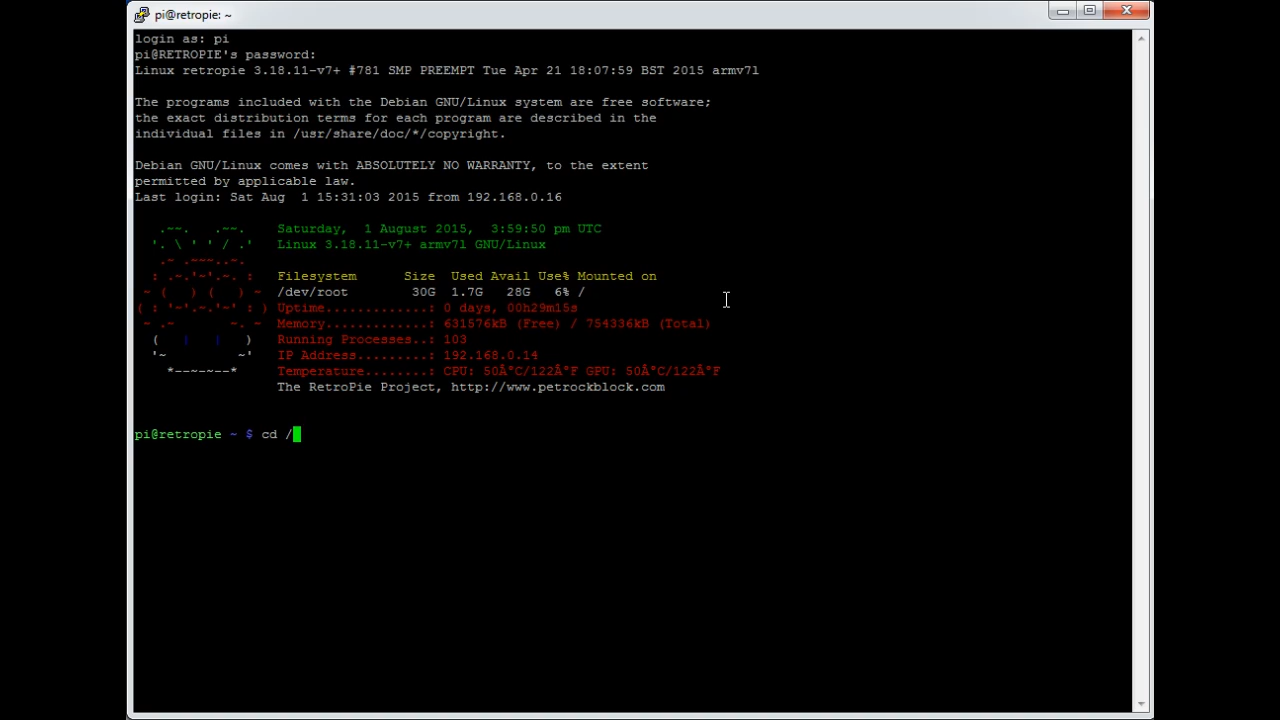 pi@retropie: ~
login as: pi
pi@RETROPIE's password:
Linux retropie 3.18.11-v7+ #781 SMP PREEMPT Tue Apr 21 18:07:59 BST 2015 armv7l
The programs included with the Debian GNU/Linux system are free software;
the exact distribution terms for each program are described in the
individual files in /usr/share/doc/*/copyright.
Debian GNU/Linux comes with ABSOLUTELY NO WARRANTY, to the extent
permitted by applicable law.
Last login: Sat Aug  1 15:31:03 2015 from 192.168.0.16
   .~~.   .~~.    Saturday,  1 August 2015,  3:59:50 pm UTC
  '. \ ' ' / .'   Linux 3.18.11-v7+ armv7l GNU/Linux
   .~ .~~~..~.
  : .~.'~'.~. :   Filesystem      Size  Used Avail Use% Mounted on
 ~ (   ) (   ) ~  /dev/root        30G  1.7G   28G   6% /
( : '~'.~.'~' : ) Uptime.............: 0 days, 00h29m15s
 ~ .~       ~. ~  Memory.............: 631576kB (Free) / 754336kB (Total)
  (   |   |   )   Running Processes..: 103
  '~         ~'   IP Address.........: 192.168.0.14
    *--~-~--*     Temperature........: CPU: 50Â°C/122Â°F GPU: 50Â°C/122Â°F
                  The RetroPie Project, http://www.petrockblock.com
pi@retropie ~ $ cd /